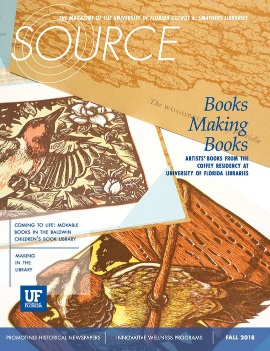 THE MAGAZINE OF THE UNIVERSITY OF FLORIDA GEORGE A. SMATHERS LIBRARIES
SOURCE
Books
Making
Books
ARTISTS' BOOKS FROM THE
COFFEY RESIDENCY AT
UNIVERSITY OF FLORIDA LIBRARIES
COMING TO LIFE: MOVABLE
BOOKS IN THE BALDWIN
CHILDREN'S BOOK LIBRARY
MAKING
IN THE
LIBRARY
UF
UNIVERSITY of
FLORIDA
PROMOTING HISTORICAL NEWSPAPERS
INNOVATIVE WELLNESS PROGRAMS
FALL 2018